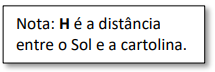 Nota: H é a distância
entre o Sol e a cartolina.